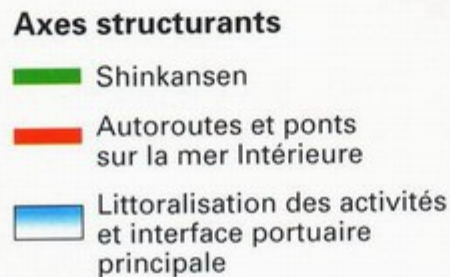 Axes structurants
Shinkansen
Autoroutes et ponts
sur la mer Intérieure
Littoralisation des activités
et interface portuaire
principale